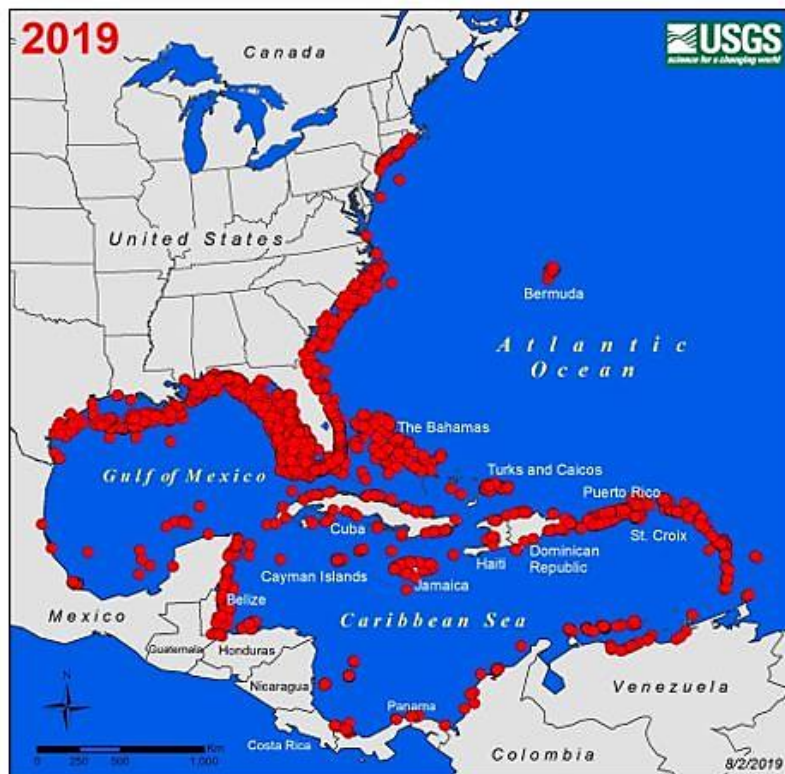 2019
Canada
USGS
science for a changing world
United States
Bermuda
Atlantic
Ocean
The Bahamas
Gulf of Mexico
Turks and Caicos
Puerto Rico
Cuba
St. Croix
Haiti
Dominican
Republic
Cayman Islands
Jamaica
Mexico
Belize
Caribbean Sea
Guatemala
Honduras
N
Nicaragua
Venezuela
Panama
Costa Rica
Km
0 250 500 1,000
Colombia
8/2/2019